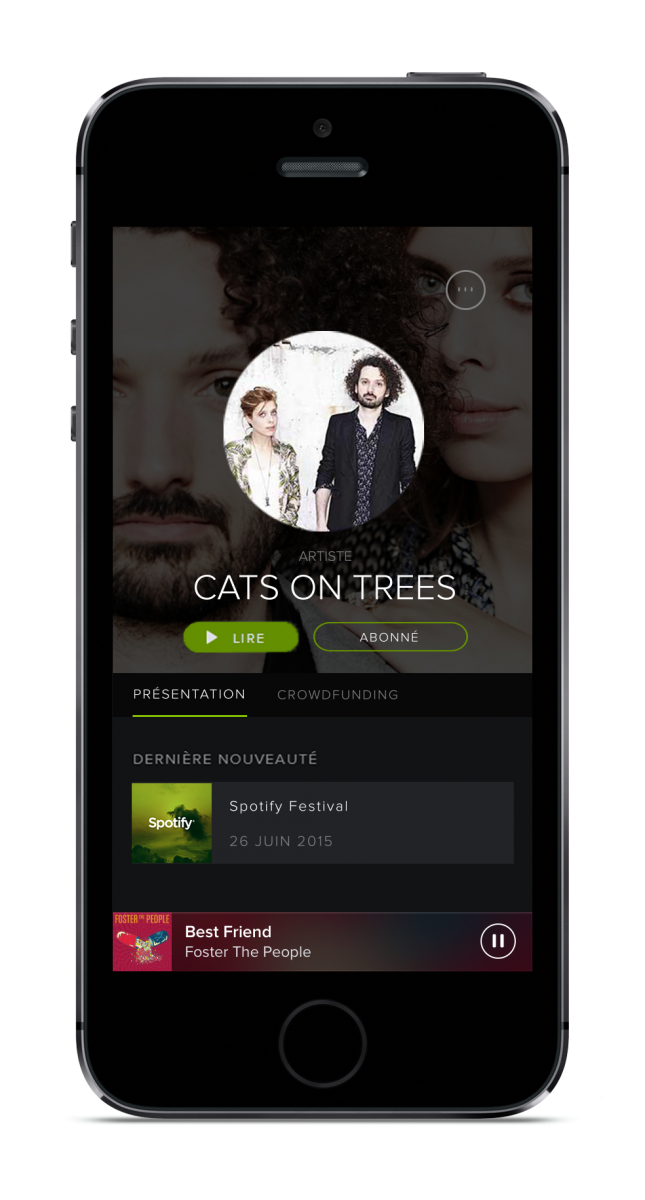 ARTISTE
CATS ON TREES
LIRE
ABONNÉ
PRÉSENTATION
CROWDFUNDING
DERNIÈRE NOUVEAUTÉ
Spotify
Spotify Festival
26 JUIN 2015
FOSTER THE PEOPLE
Best Friend
Foster The People